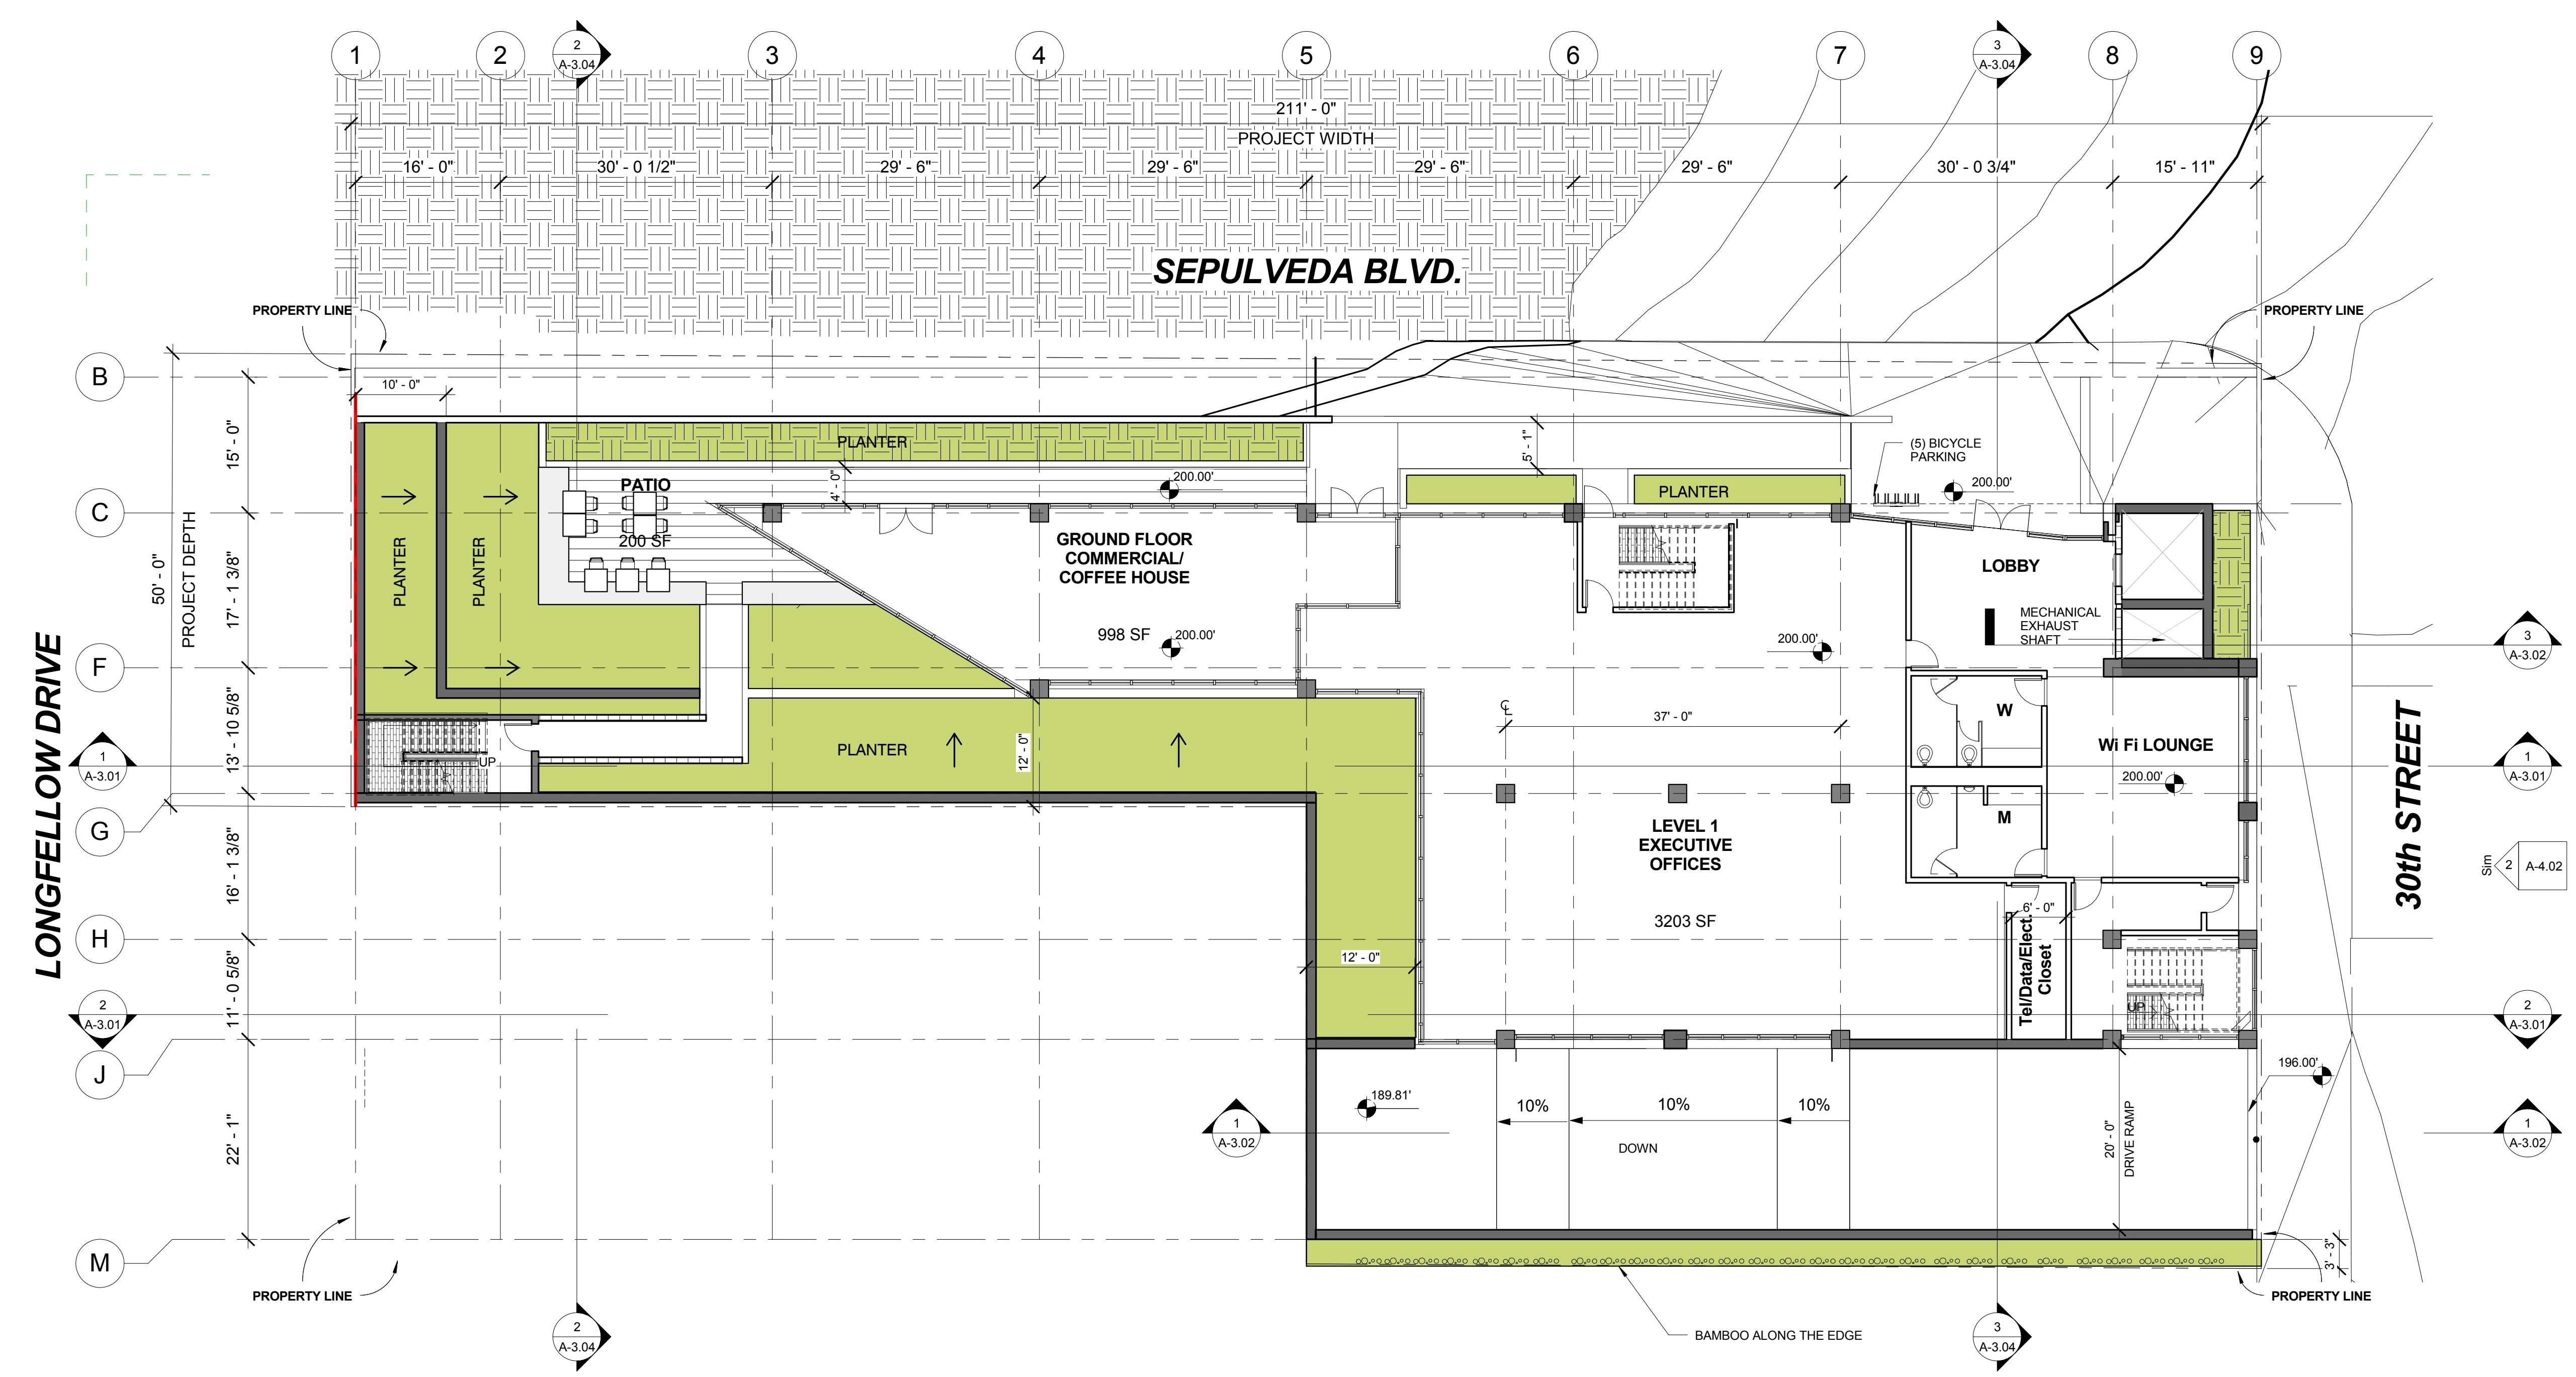 1
2
2
A-3.04
3
4
5
6
7
3
A-3.04
8
9
211' - 0"
PROJECT WIDTH
16' - 0"
30' - 0 1/2"
29' - 6"
29' - 6"
29' - 6"
29' - 6"
30' - 0 3/4"
15' - 11"
SEPULVEDA BLVD.
PROPERTY LINE
PROPERTY LINE
B
10' - 0"
15' - 0"
PLANTER
5' - 1"
(5) BICYCLE
PARKING
PATIO
4' - 0"
200.00'
PLANTER
200.00'
C
50' - 0"
PROJECT DEPTH
17' - 1 3/8"
PLANTER
PLANTER
200 SF
GROUND FLOOR
COMMERCIAL/
COFFEE HOUSE
998 SF
200.00'
200.00'
LOBBY
MECHANICAL
EXHAUST
SHAFT
3
A-3.02
F
LONGFELLOW DRIVE
13' - 10 5/8"
1
A-3.01
UP
PLANTER
12' - 0"
CL
37' - 0"
W
Wi Fi LOUNGE
200.00'
1
A-3.01
30th STREET
G
16' - 1 3/8"
LEVEL 1
EXECUTIVE
OFFICES
M
Sim
2
A-4.02
3203 SF
6' - 0"
Tel/Data/Elect.
Closet
H
12' - 0"
11' - 0 5/8"
2
A-3.01
UP
2
A-3.01
J
189.81'
196.00'
1
A-3.02
10%
10%
10%
DOWN
20' - 0"
DRIVE RAMP
1
A-3.02
22' - 1"
M
3' - 3"
PROPERTY LINE
PROPERTY LINE
2
A-3.04
BAMBOO ALONG THE EDGE
3
A-3.04